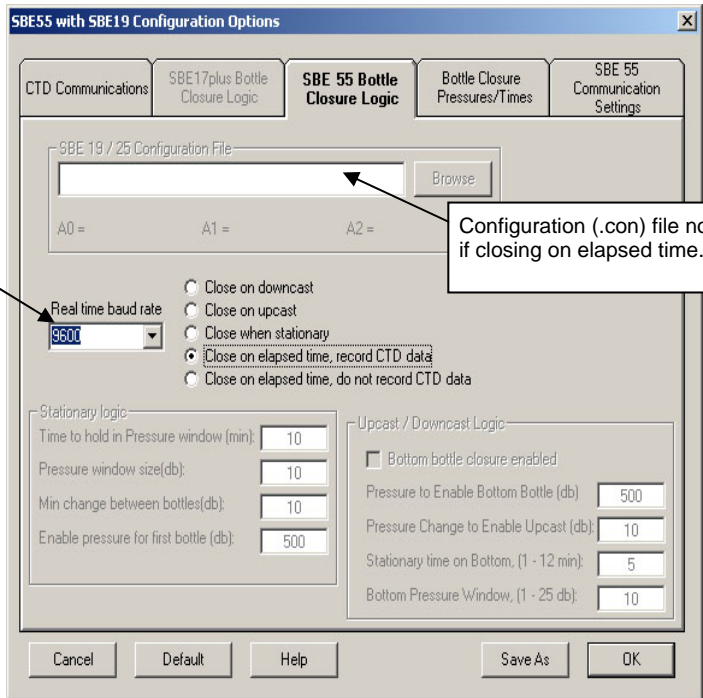 SBE55 with SBE19 Configuration Options
CTD Communications
SBE17plus Bottle
Closure Logic
SBE 55 Bottle
Closure Logic
Bottle Closure
Pressures/Times
SBE 55
Communication
Settings
SBE 19 / 25 Configuration File
Browse
A0 = A1 = A2 =
Configuration (.con) file
if closing on elapsed time.
Real time baud rate
9600
Close on downcast
Close on upcast
Close when stationary
Close on elapsed time, record CTD data
Close on elapsed time, do not record CTD data
Stationary logic
Time to hold in Pressure window (min): 10
Pressure window size(db): 10
Min change between bottles(db): 10
Enable pressure for first bottle (db): 500
Upcast / Downcast Logic
Bottom bottle closure enabled
Pressure to Enable Bottom Bottle (db) 500
Pressure Change to Enable Upcast (db): 10
Stationary time on Bottom, (1 - 12 min): 5
Bottom Pressure Window, (1 - 25 db): 10
Cancel Default Help Save As OK